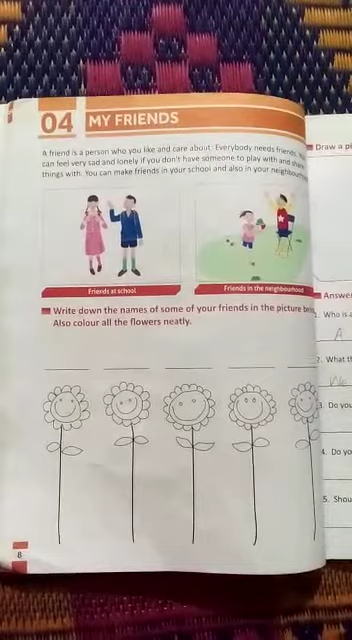 04 MY FRIENDS
A friend is a person who you like and care about. Everybody needs friends.
can feel very sad and lonely if you don't have someone to play with and share
things with. You can make friends in your school and also in your neighbourhood
Friends at school
Friends in the neighbourhood
Write down the names of some of your friends in the picture
Also colour all the flowers neatly.
8
Draw a
Answer
1. Who is
A
2. What
3. Do you
4. Do yo
5. Shou